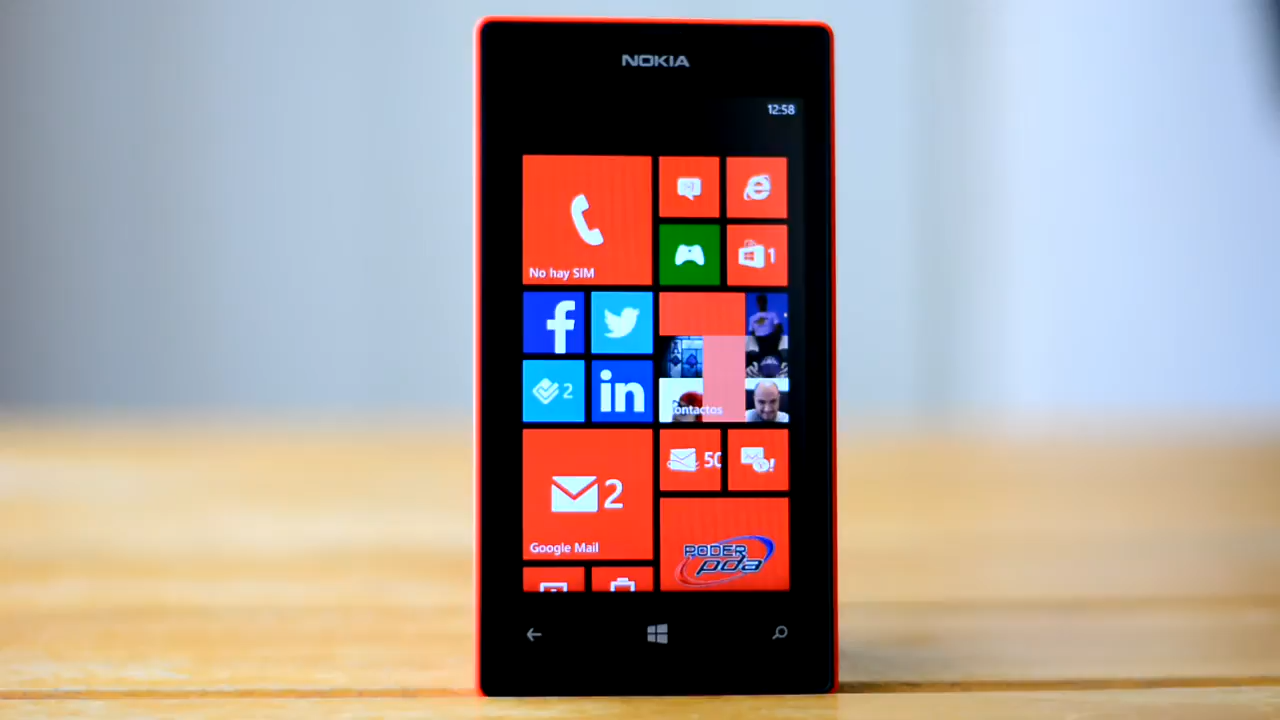 NOKIA
12:58
No hay SIM
1
2
in
ontactos
50
2
Google Mail
PODER
pda